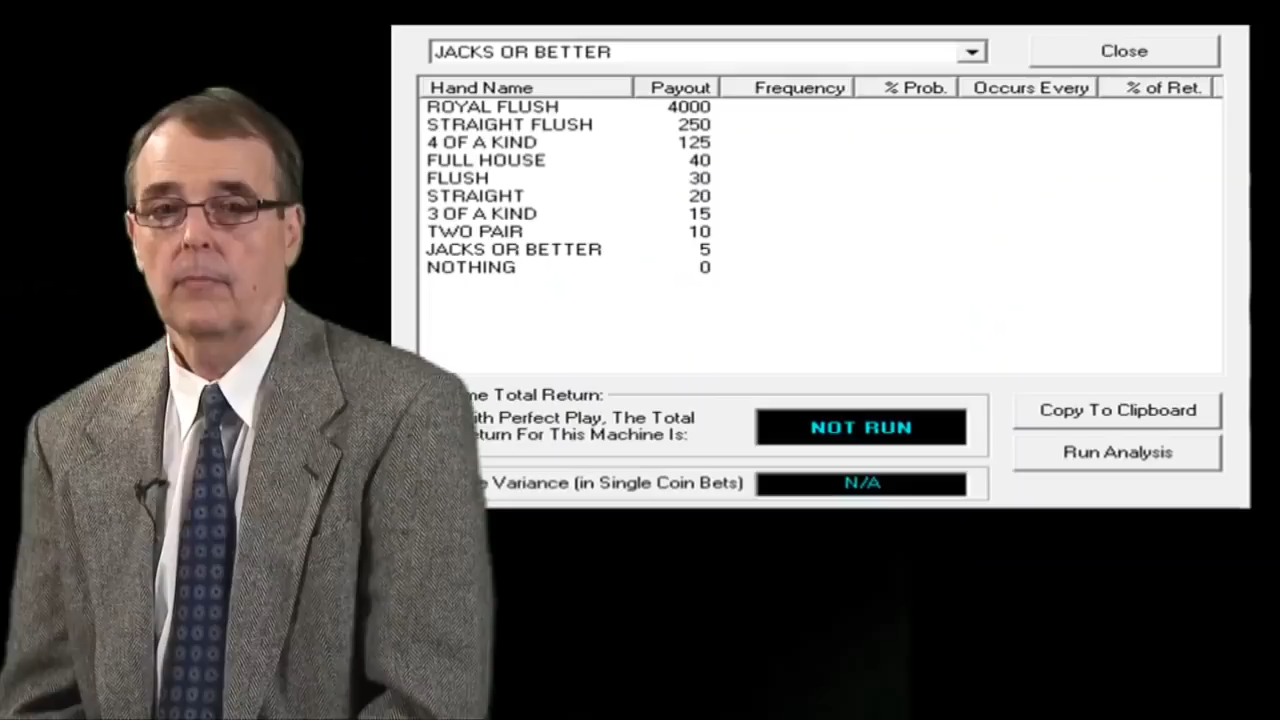 JACKS OR BETTER
Close
Hand Name Payout Frequency % Prob. Occurs Every % of Ret.
ROYAL FLUSH 4000
STRAIGHT FLUSH 250
4 OF A KIND 125
FULL HOUSE 40
FLUSH 30
STRAIGHT 20
3 OF A KIND 15
TWO PAIR 10
JACKS OR BETTER 5
NOTHING 0
me Total Return:
ith Perfect Play, The Total
eturn For This Machine Is:
NOT RUN
e Variance (in Single Coin Bets)
N/A
Copy To Clipboard
Run Analysis